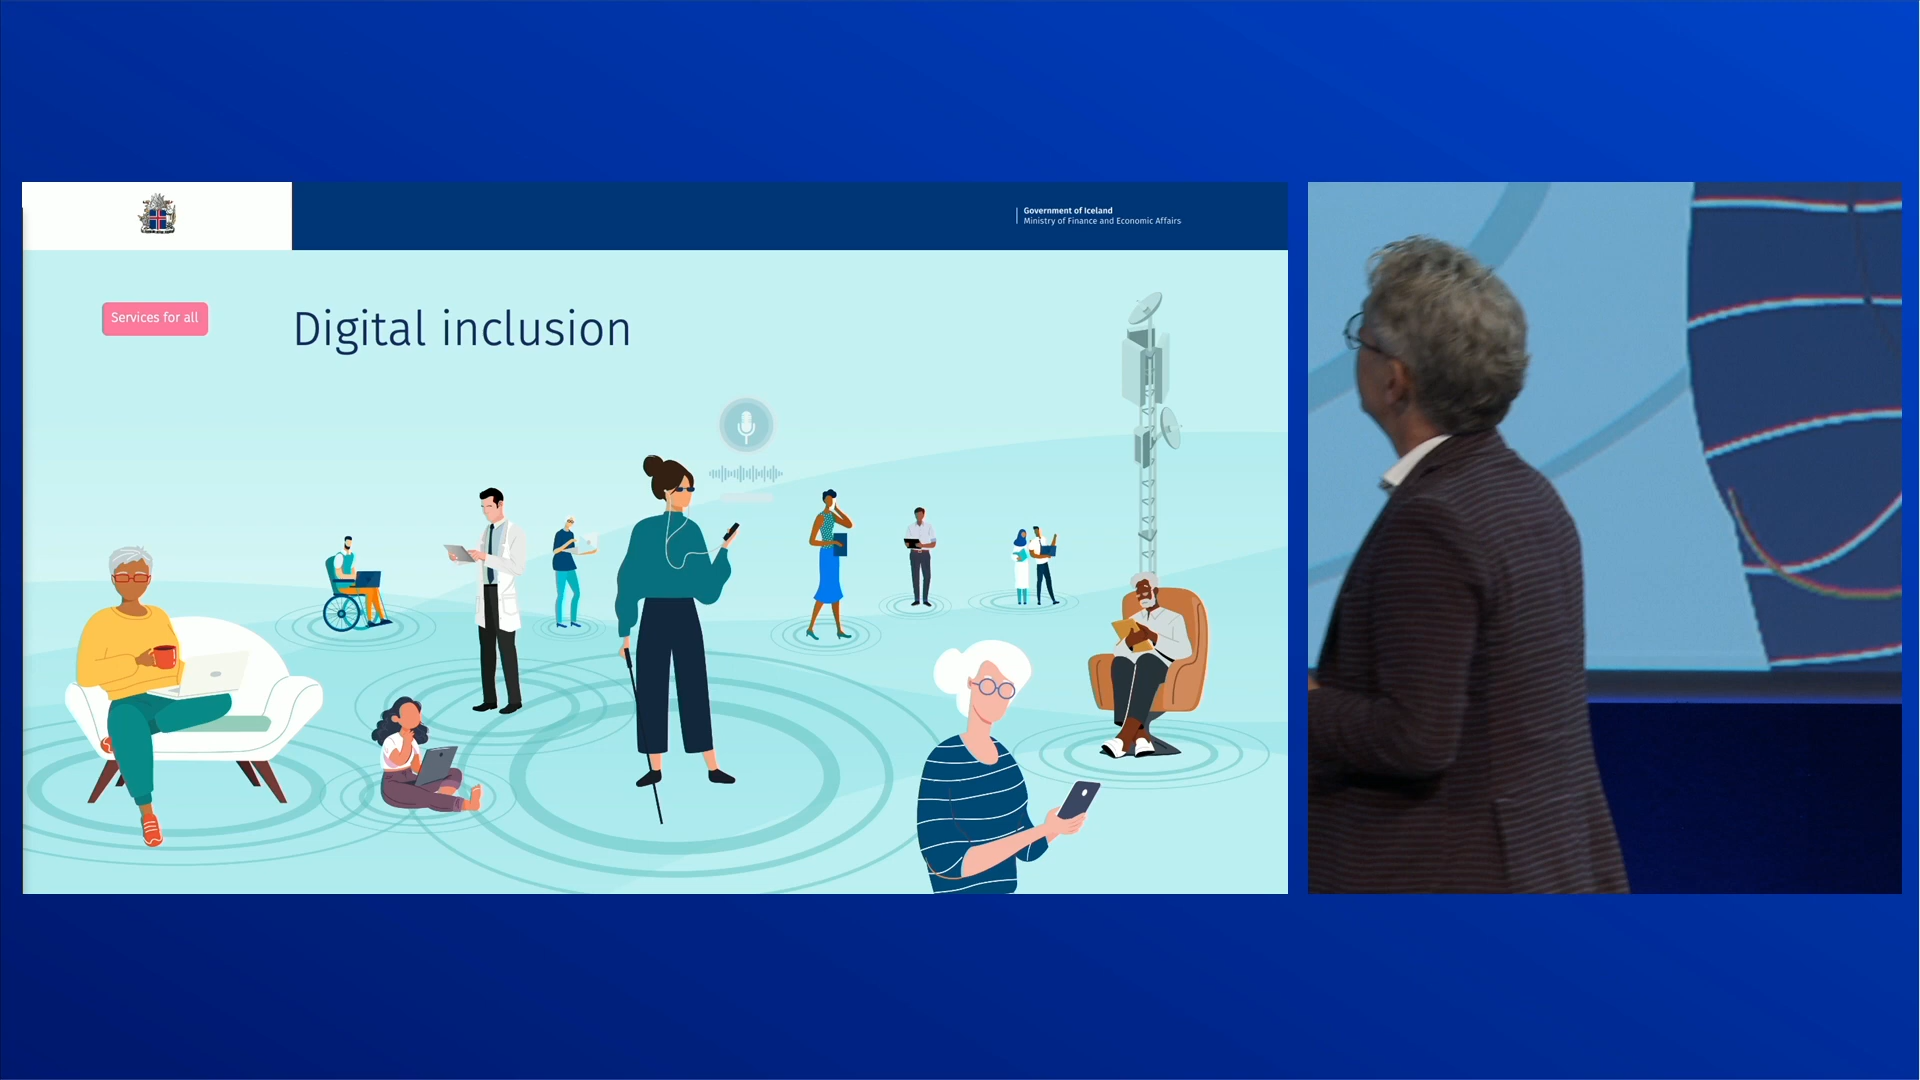 Government of Iceland
Ministry of Finance and Economic Affairs
Services for all
Digital inclusion